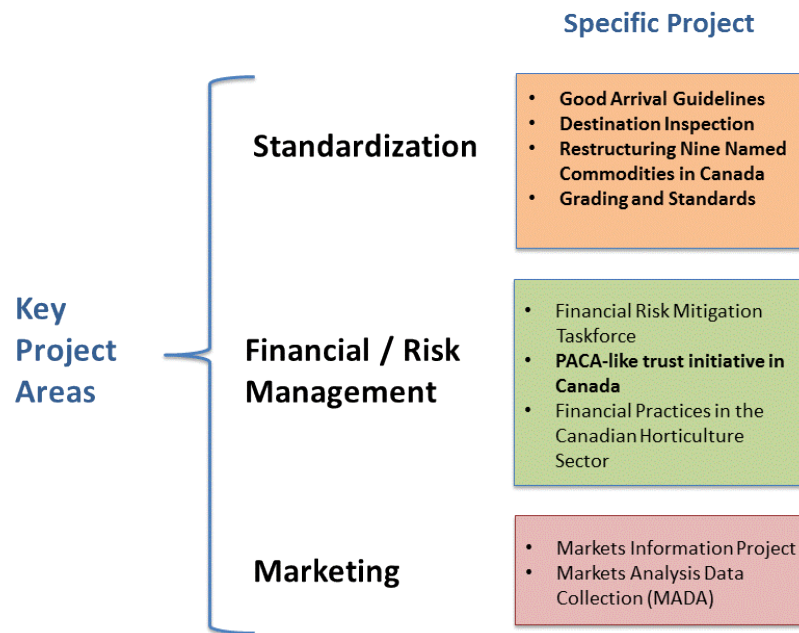 Specific Project
Standardization
• Good Arrival Guidelines
• Destination Inspection
• Restructuring Nine Named
Commodities in Canada
• Grading and Standards
Key
Project
Areas
Financial / Risk
Management
• Financial Risk Mitigation
Taskforce
• PACA-like trust initiative in
Canada
• Financial Practices in the
Canadian Horticulture
Sector
Marketing
• Markets Information Project
• Markets Analysis Data
Collection (MADA)